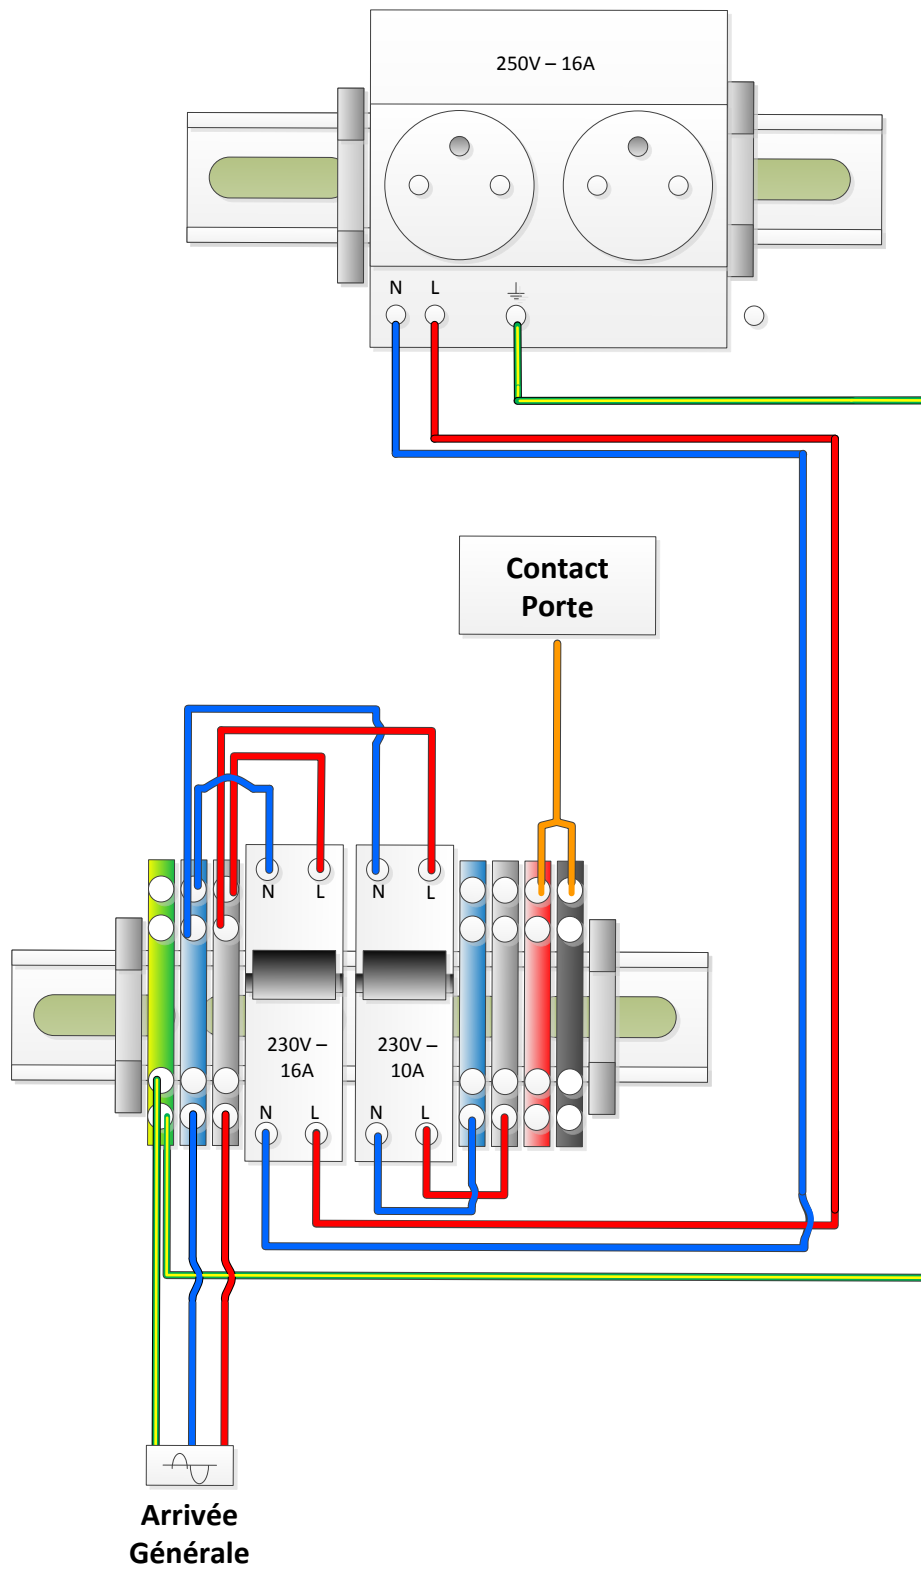 250V – 16A
N L
Contact
Porte
N L N L
230V –
16A
230V –
10A
N L N L
Arrivée
Générale